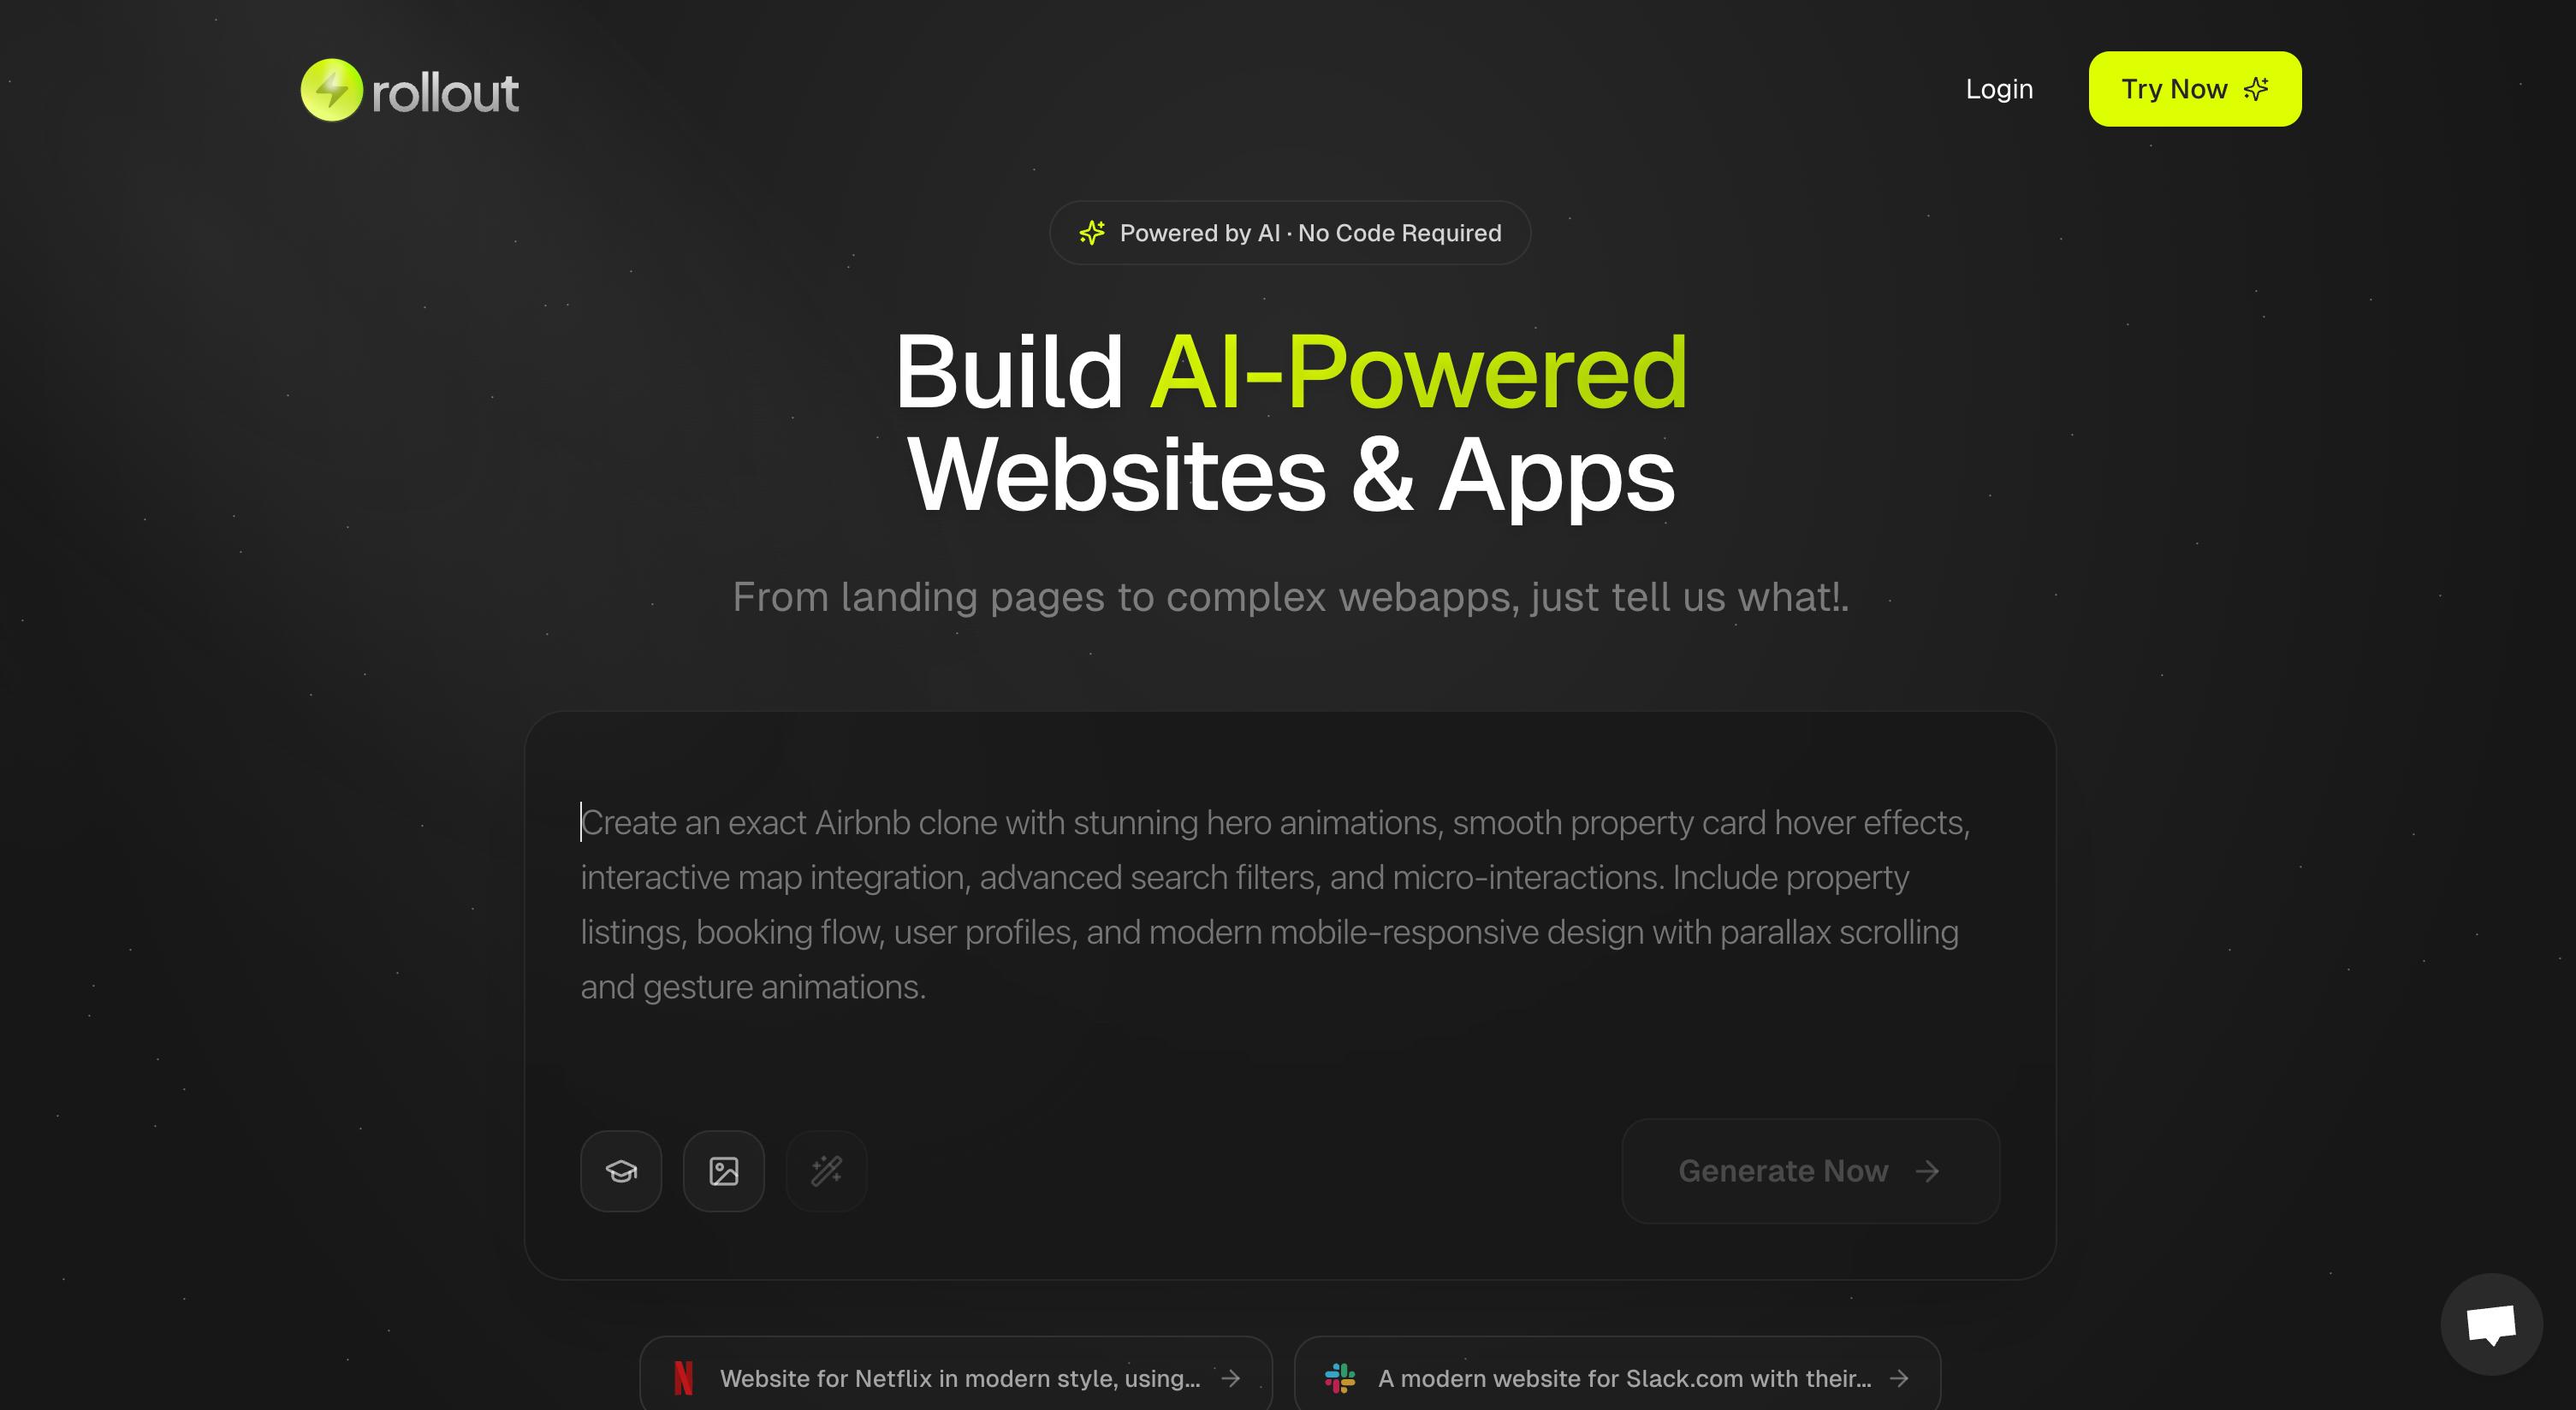 rollout
Login
Try Now
Powered by AI · No Code Required
Build AI-Powered
Websites & Apps
From landing pages to complex webapps, just tell us what!.
Create an exact Airbnb clone with stunning hero animations, smooth property card hover effects,
interactive map integration, advanced search filters, and micro-interactions. Include property
listings, booking flow, user profiles, and modern mobile-responsive design with parallax scrolling
and gesture animations.
Generate Now
Website for Netflix in modern style, using...
A modern website for Slack.com with their...